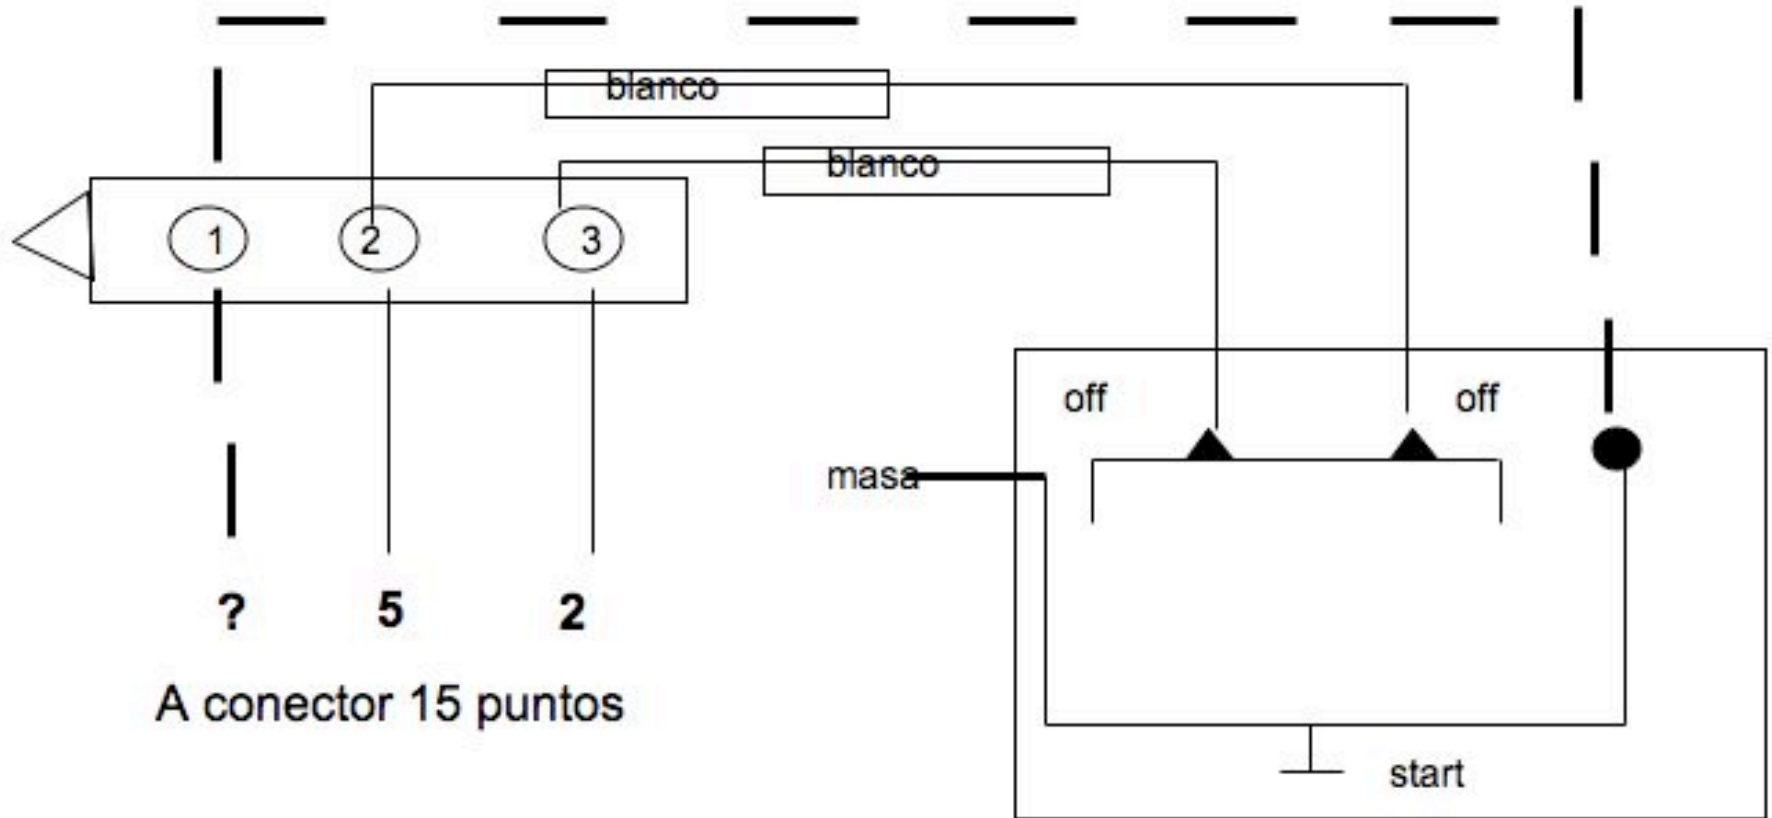 blanco
blanco
1 2 3
off off
masa
? 5 2
A conector 15 puntos
start